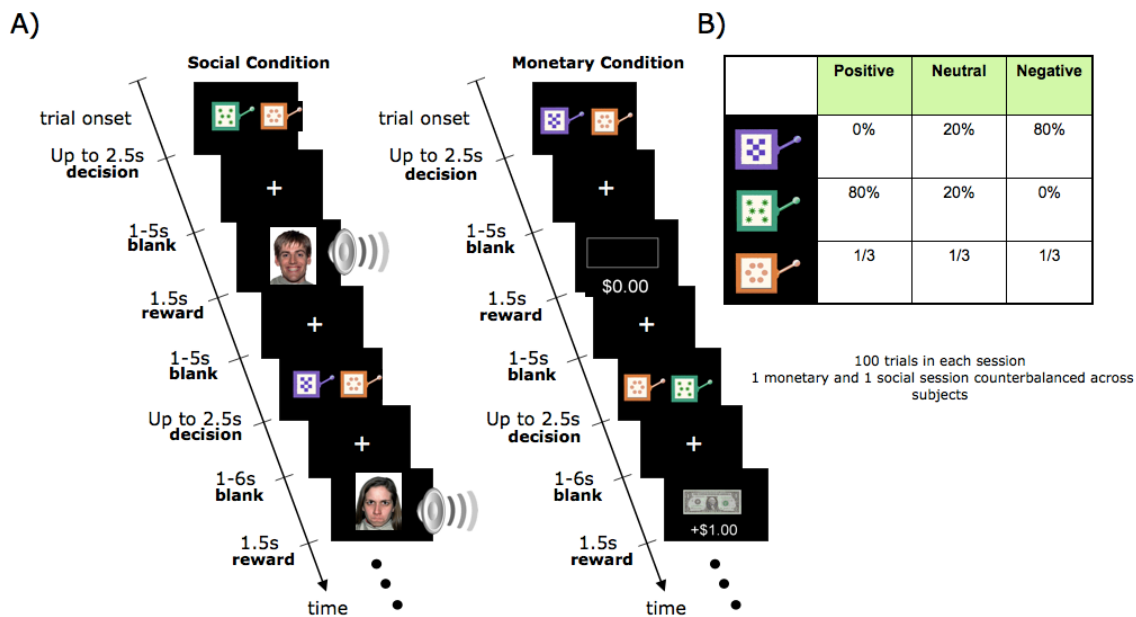 A)
Social Condition
trial onset
Up to 2.5s
decision
1-5s
blank
1.5s
reward
1-5s
blank
Up to 2.5s
decision
1-6s
blank
1.5s
reward
time
Monetary Condition
trial onset
Up to 2.5s
decision
1-5s
blank
$0.00
1.5s
reward
1-5s
blank
Up to 2.5s
decision
1-6s
blank
+$1.00
1.5s
reward
time
B)
Positive Neutral Negative
0% 20% 80%
80% 20% 0%
1/3 1/3 1/3
100 trials in each session
1 monetary and 1 social session counterbalanced across
subjects